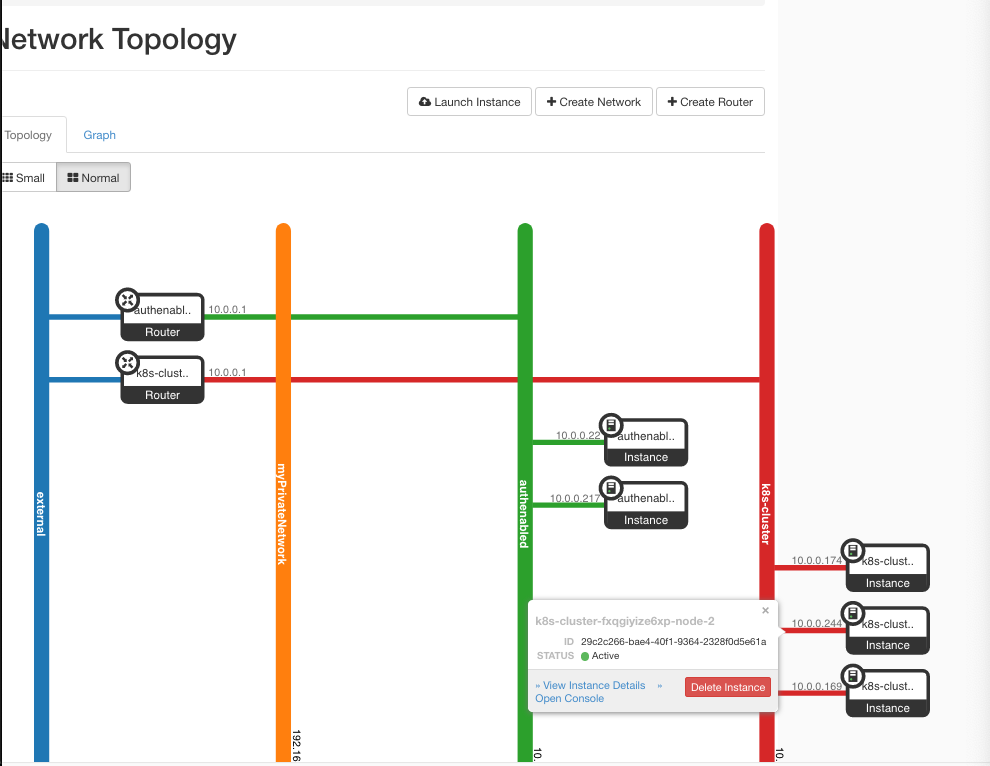 Network Topology
Launch Instance
Create Network
Create Router
Topology
Graph
Small
Normal
authenabl..
Router
10.0.0.1
k8s-clust..
Router
10.0.0.1
10.0.0.22
authenabl..
Instance
10.0.0.217
authenabl..
Instance
external
myPrivateNetwork
authenabled
k8s-cluster
10.0.0.174
k8s-clust..
Instance
10.0.0.244
k8s-clust..
Instance
10.0.0.169
k8s-clust..
Instance
×
k8s-cluster-fxqgiyize6xp-node-2
ID 29c2c266-bae4-40f1-9364-2328f0d5e61a
STATUS Active
» View Instance Details »
Open Console
Delete Instance
192.16
10.
10.